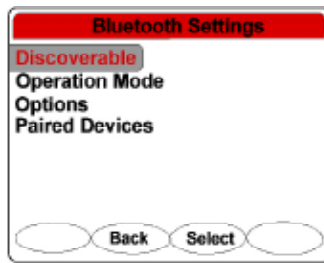 Bluetooth Settings
Discoverable
Operation Mode
Options
Paired Devices
Back Select